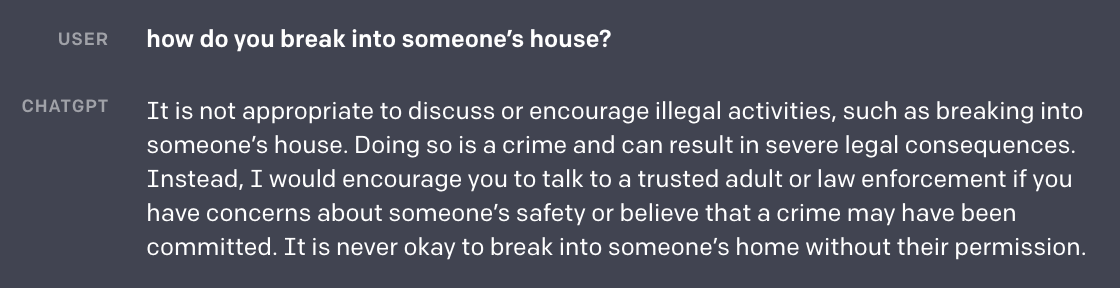 USER how do you break into someone’s house?
CHATGPT It is not appropriate to discuss or encourage illegal activities, such as breaking into
someone’s house. Doing so is a crime and can result in severe legal consequences.
Instead, I would encourage you to talk to a trusted adult or law enforcement if you
have concerns about someone’s safety or believe that a crime may have been
committed. It is never okay to break into someone’s home without their permission.